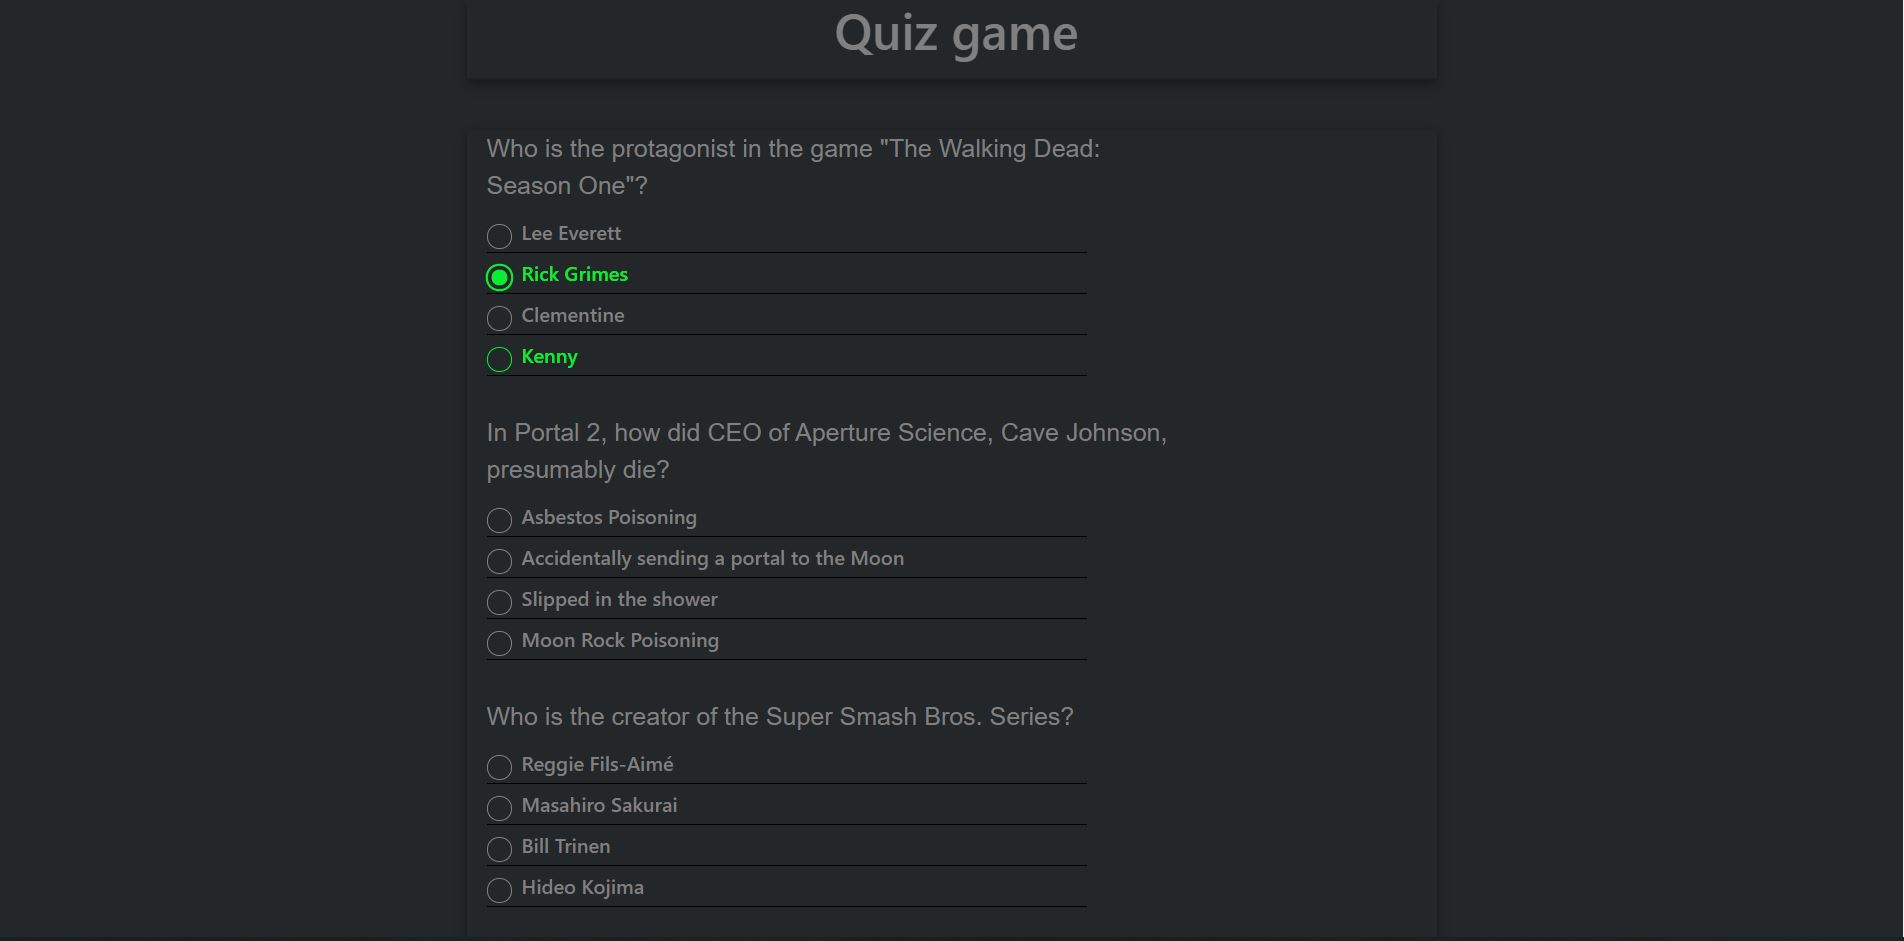 Quiz game
Who is the protagonist in the game "The Walking Dead:
Season One"?
Lee Everett
Rick Grimes
Clementine
Kenny
In Portal 2, how did CEO of Aperture Science, Cave Johnson,
presumably die?
Asbestos Poisoning
Accidentally sending a portal to the Moon
Slipped in the shower
Moon Rock Poisoning
Who is the creator of the Super Smash Bros. Series?
Reggie Fils-Aimé
Masahiro Sakurai
Bill Trinen
Hideo Kojima